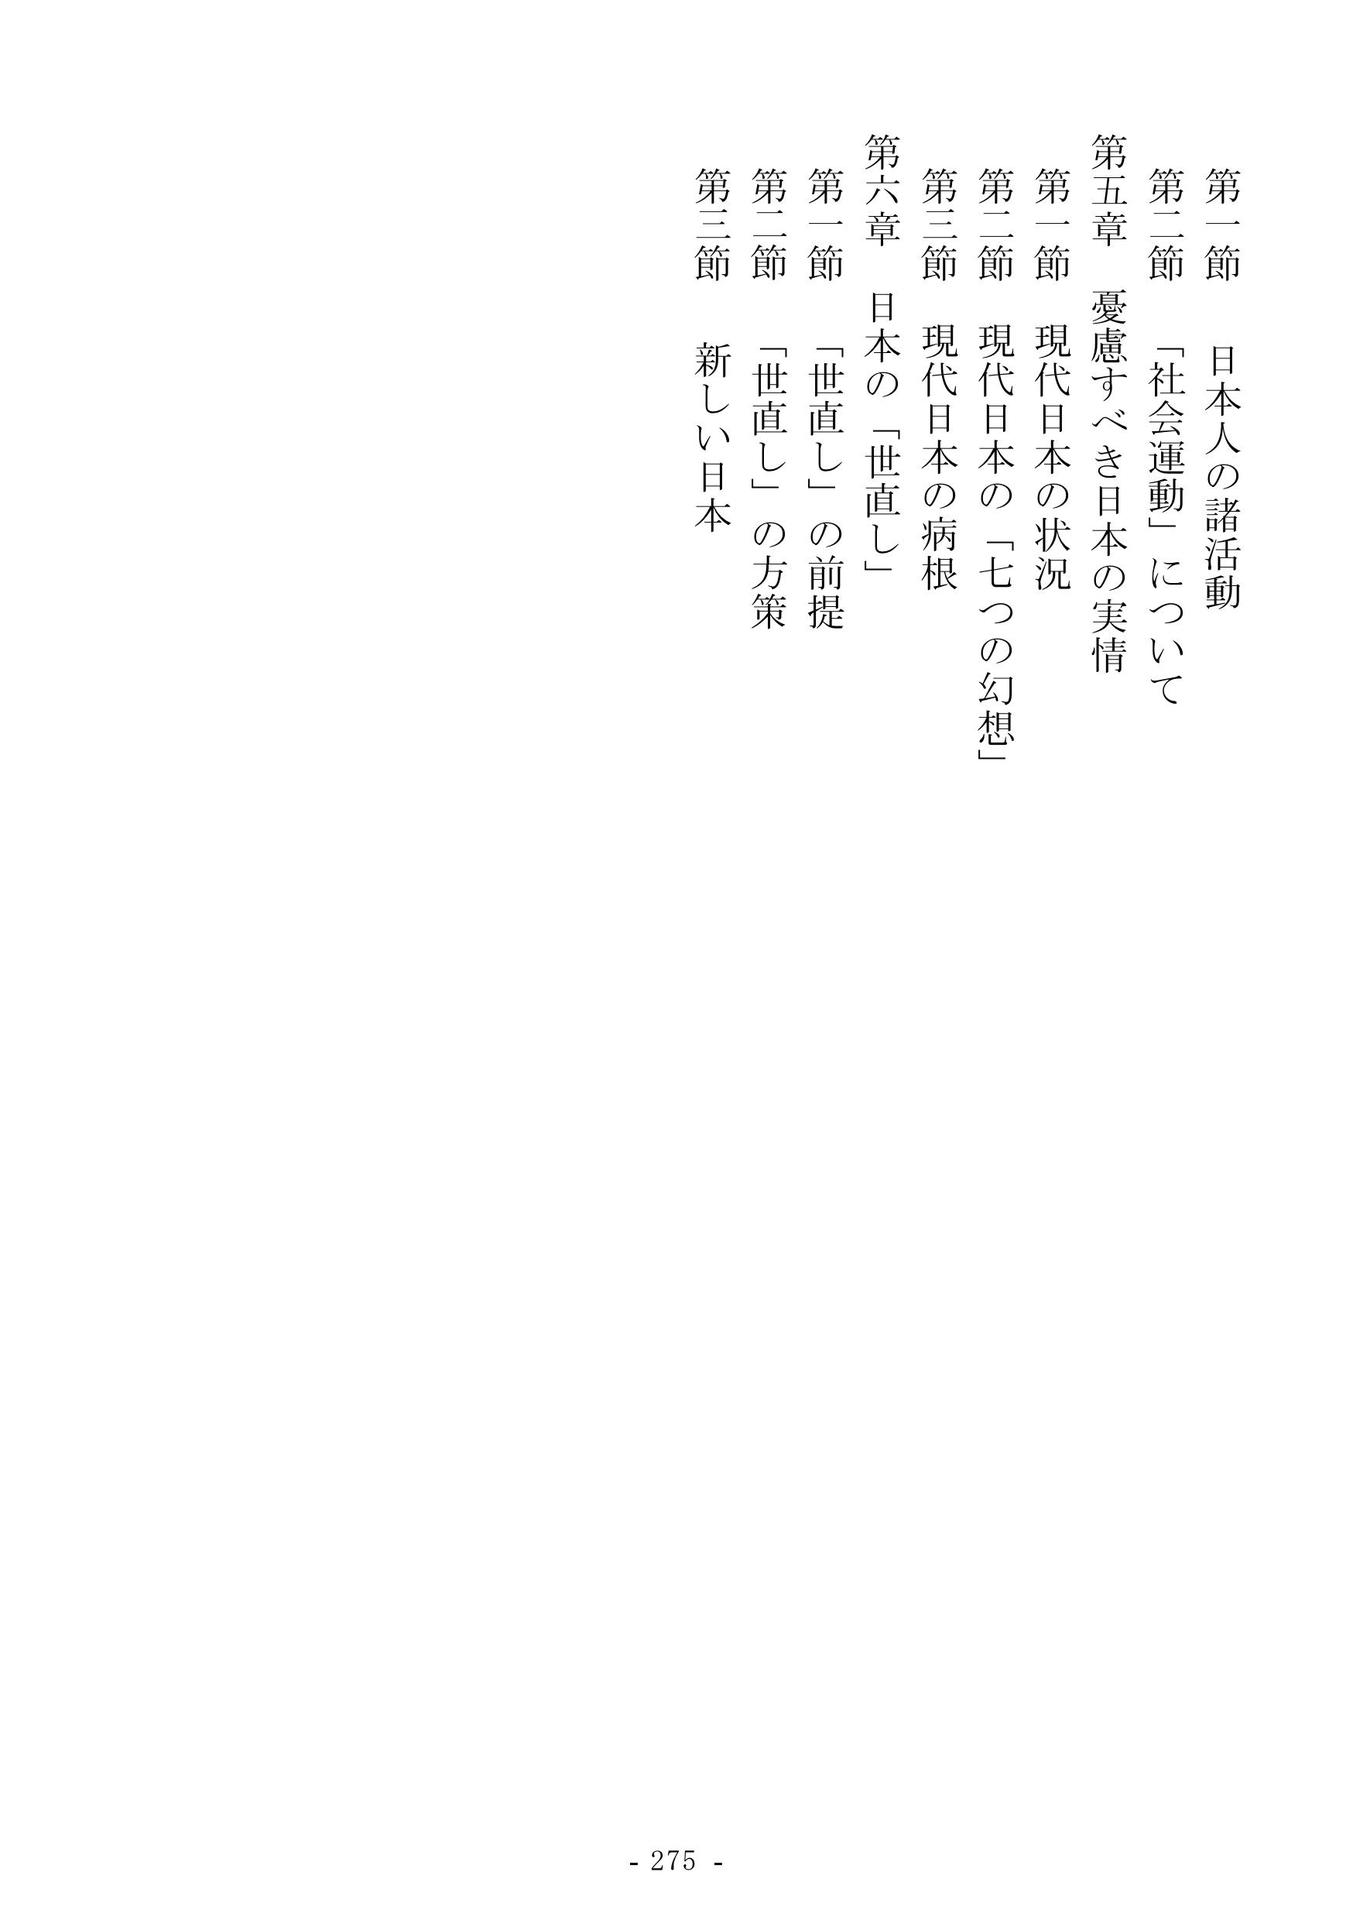 第一節　日本人の諸活動
第二節　「社会運動」について
第五章　憂慮すべき日本の実情
第一節　現代日本の状況
第二節　現代日本の「七つの幻想」
第三節　現代日本の病根
第六章　日本の「世直し」
第一節　「世直し」の前提
第二節　「世直し」の方策
第三節　新しい日本
- 275 -